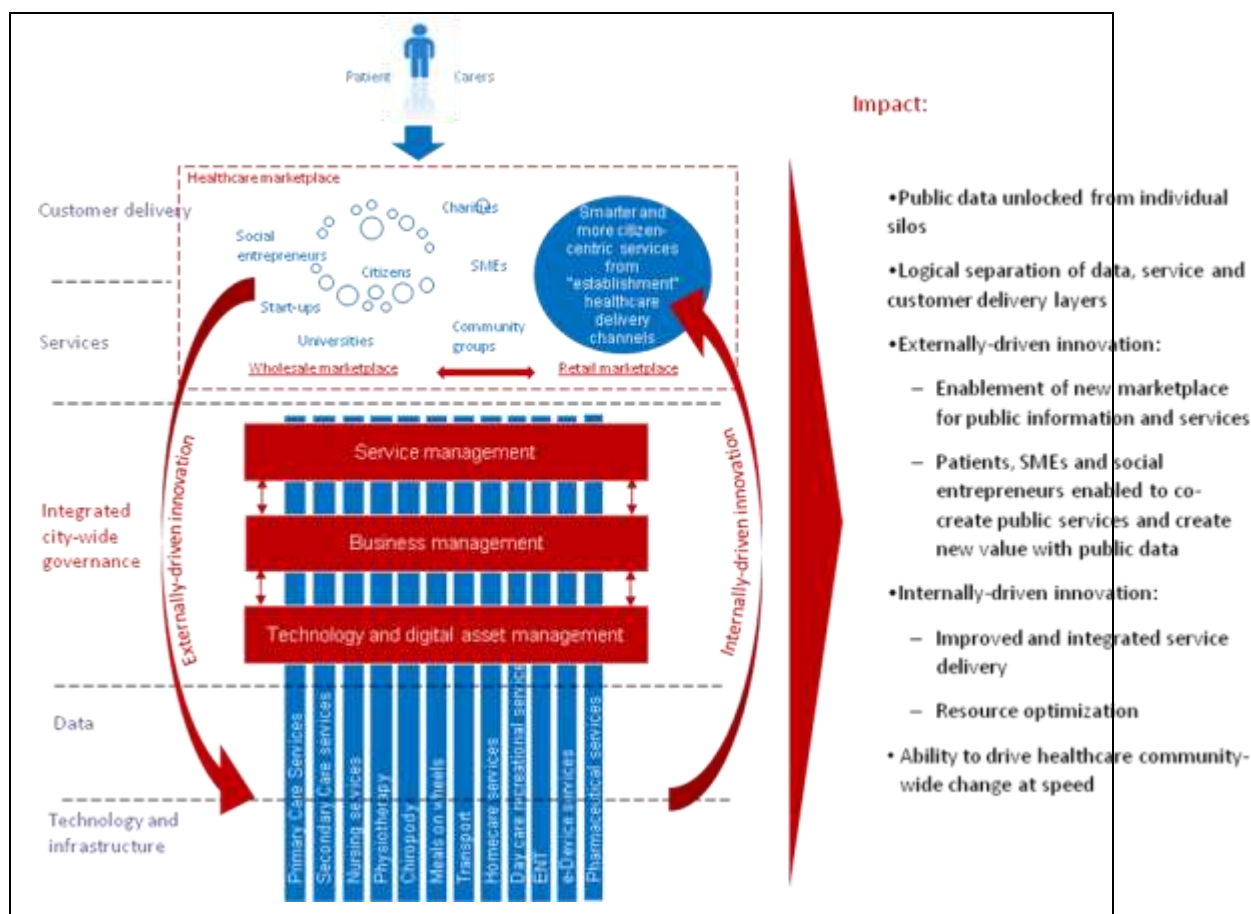 Patient
Carers
Impact:
Healthcare marketplace
Customer delivery
Social
entrepreneurs
Charities
Citizens
SMEs
Start-ups
Universities
Community
groups
Smarter and
more citizen-
centric services
from
"establishment"
healthcare
delivery
channels
Services
Wholesale marketplace
Retail marketplace
Externally-driven innovation
Internally-driven innovation
Integrated
city-wide
governance
Service management
Business management
Technology and digital asset management
Data
Technology and
infrastructure
Primary Care Services
Secondary Care services
Nursing services
Physiotherapy
Chiropody
Meals on wheels
Transport
Homecare services
Day care recreational service
ENT
e-Device services
Pharmaceutical services
•Public data unlocked from individual
silos
•Logical separation of data, service and
customer delivery layers
•Externally-driven innovation:
– Enablement of new marketplace
for public information and services
– Patients, SMEs and social
entrepreneurs enabled to co-
create public services and create
new value with public data
•Internally-driven innovation:
– Improved and integrated service
delivery
– Resource optimization
• Ability to drive healthcare community-
wide change at speed